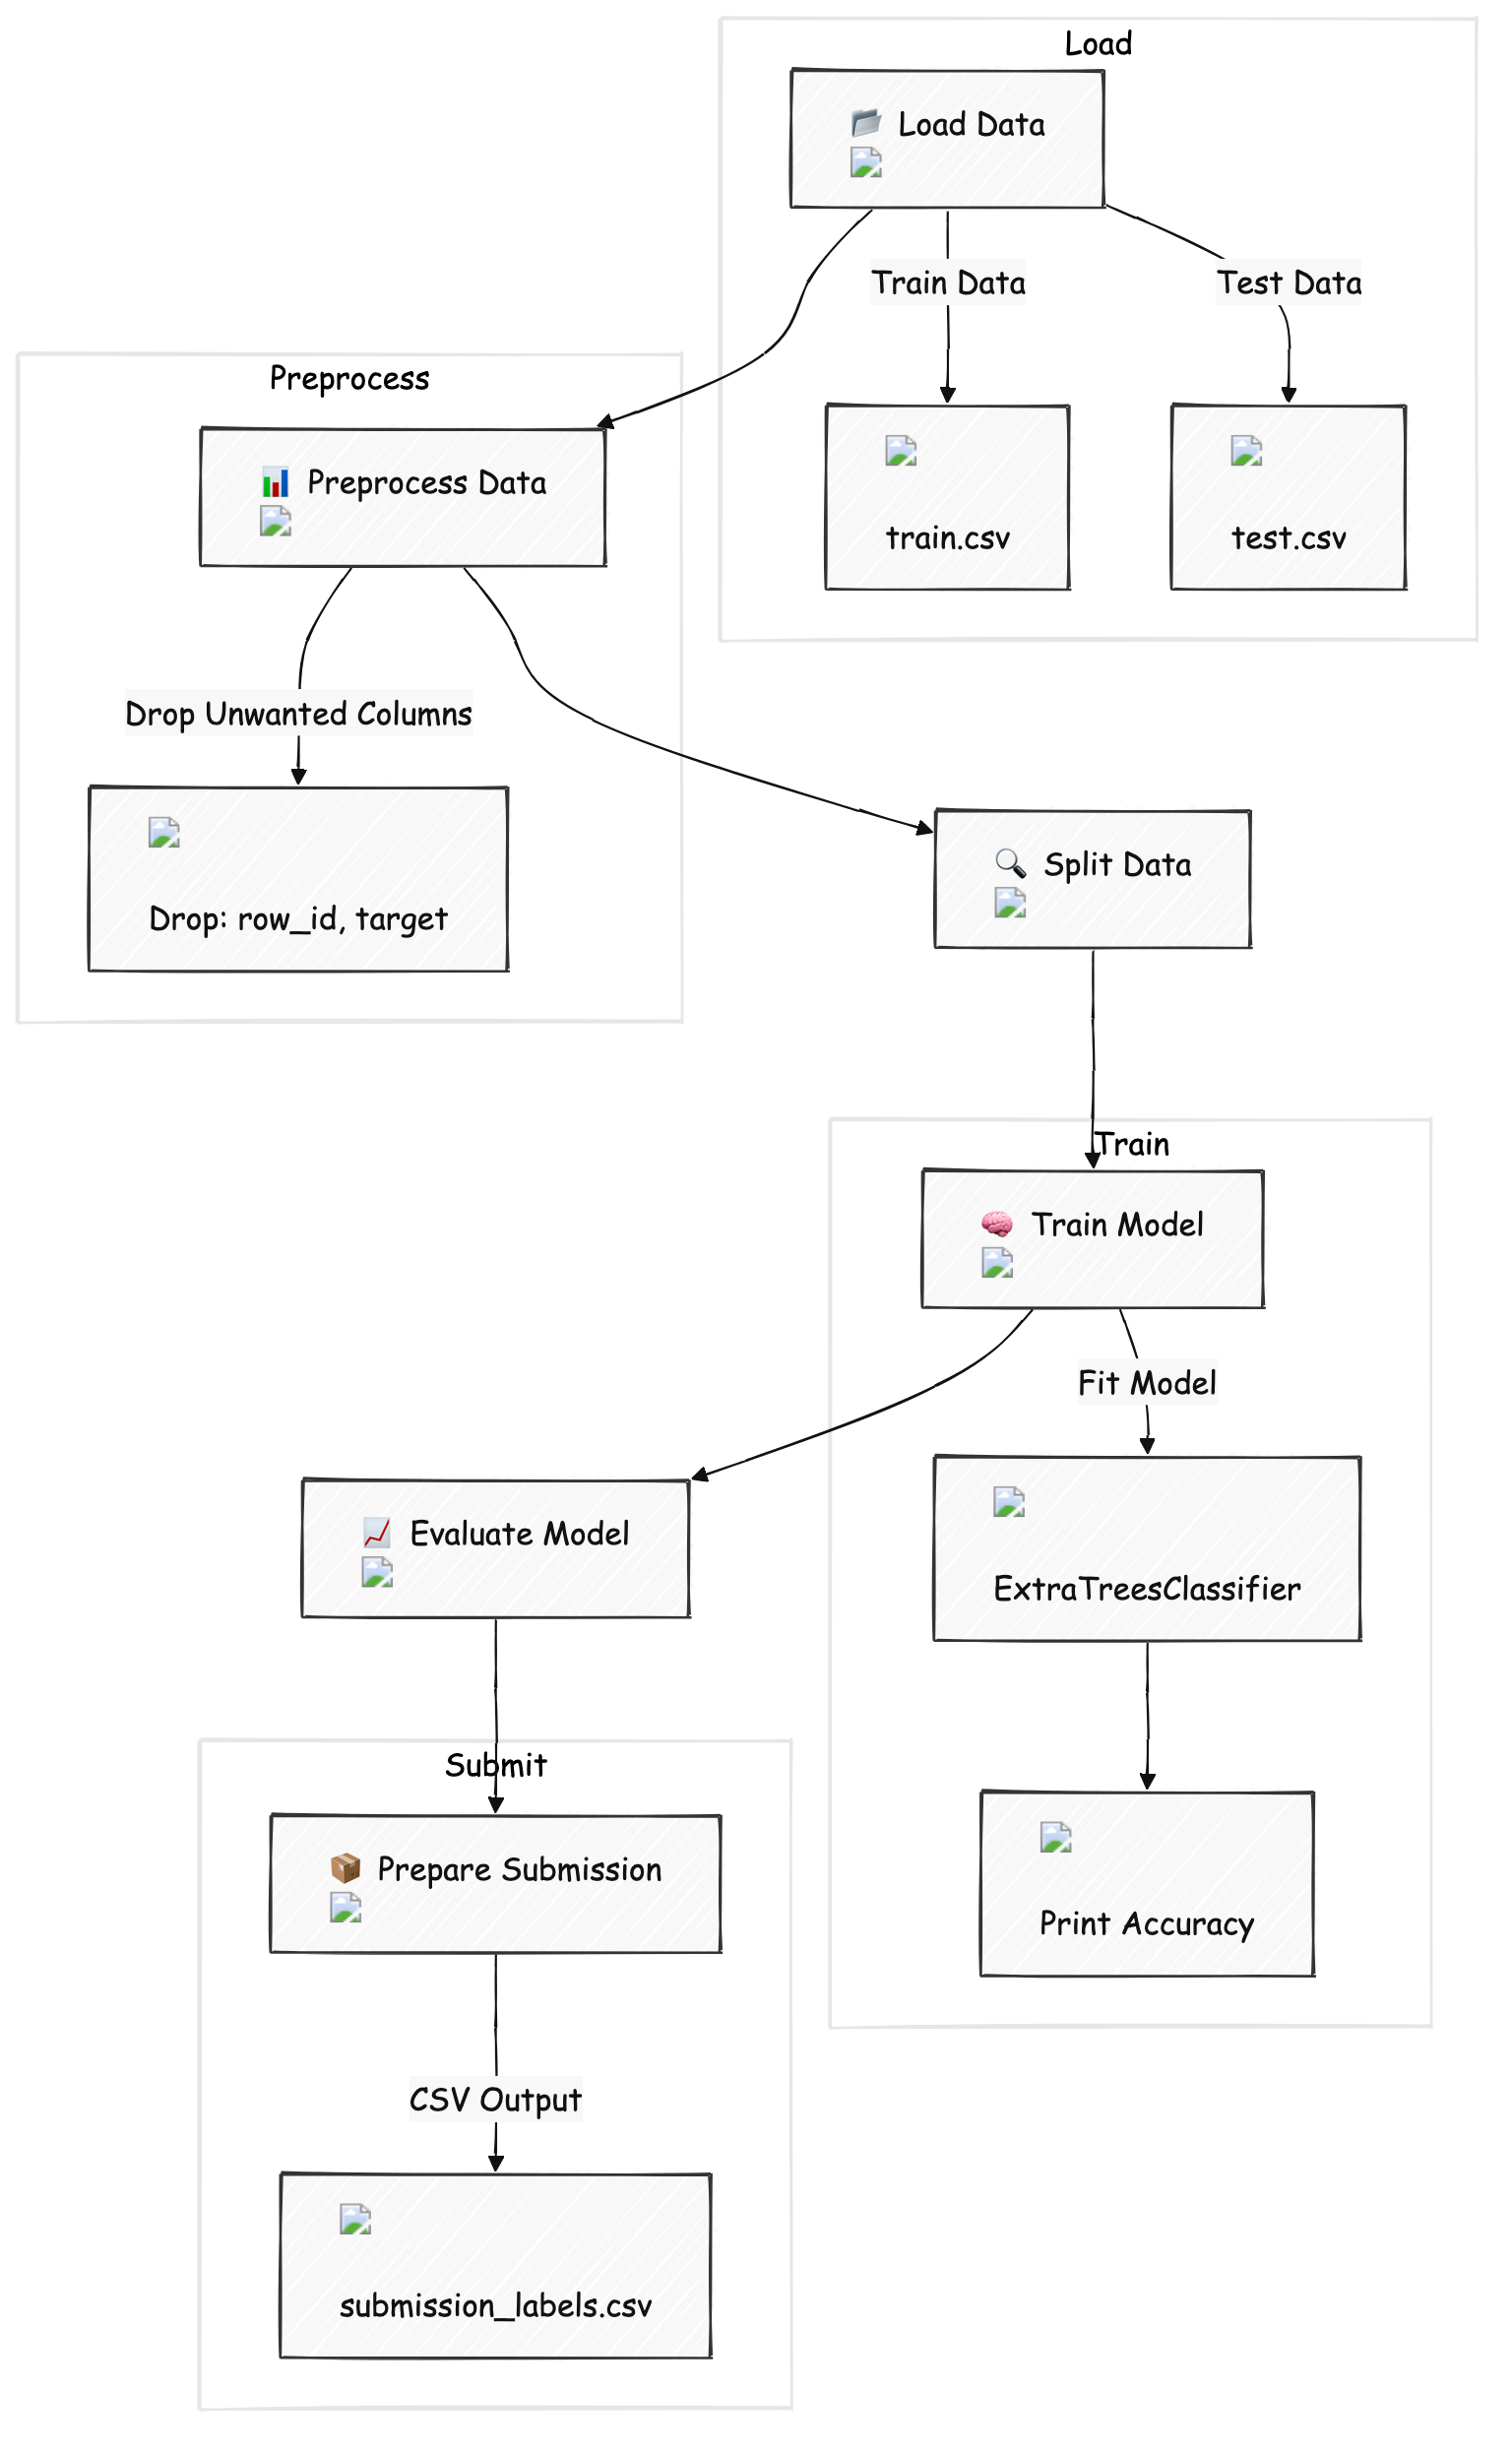 Load
Load Data
Train Data
Test Data
train.csv
test.csv
Preprocess
Preprocess Data
Drop Unwanted Columns
Drop: row_id, target
Split Data
Train
Train Model
Fit Model
ExtraTreesClassifier
Print Accuracy
Evaluate Model
Submit
Prepare Submission
CSV Output
submission_labels.csv